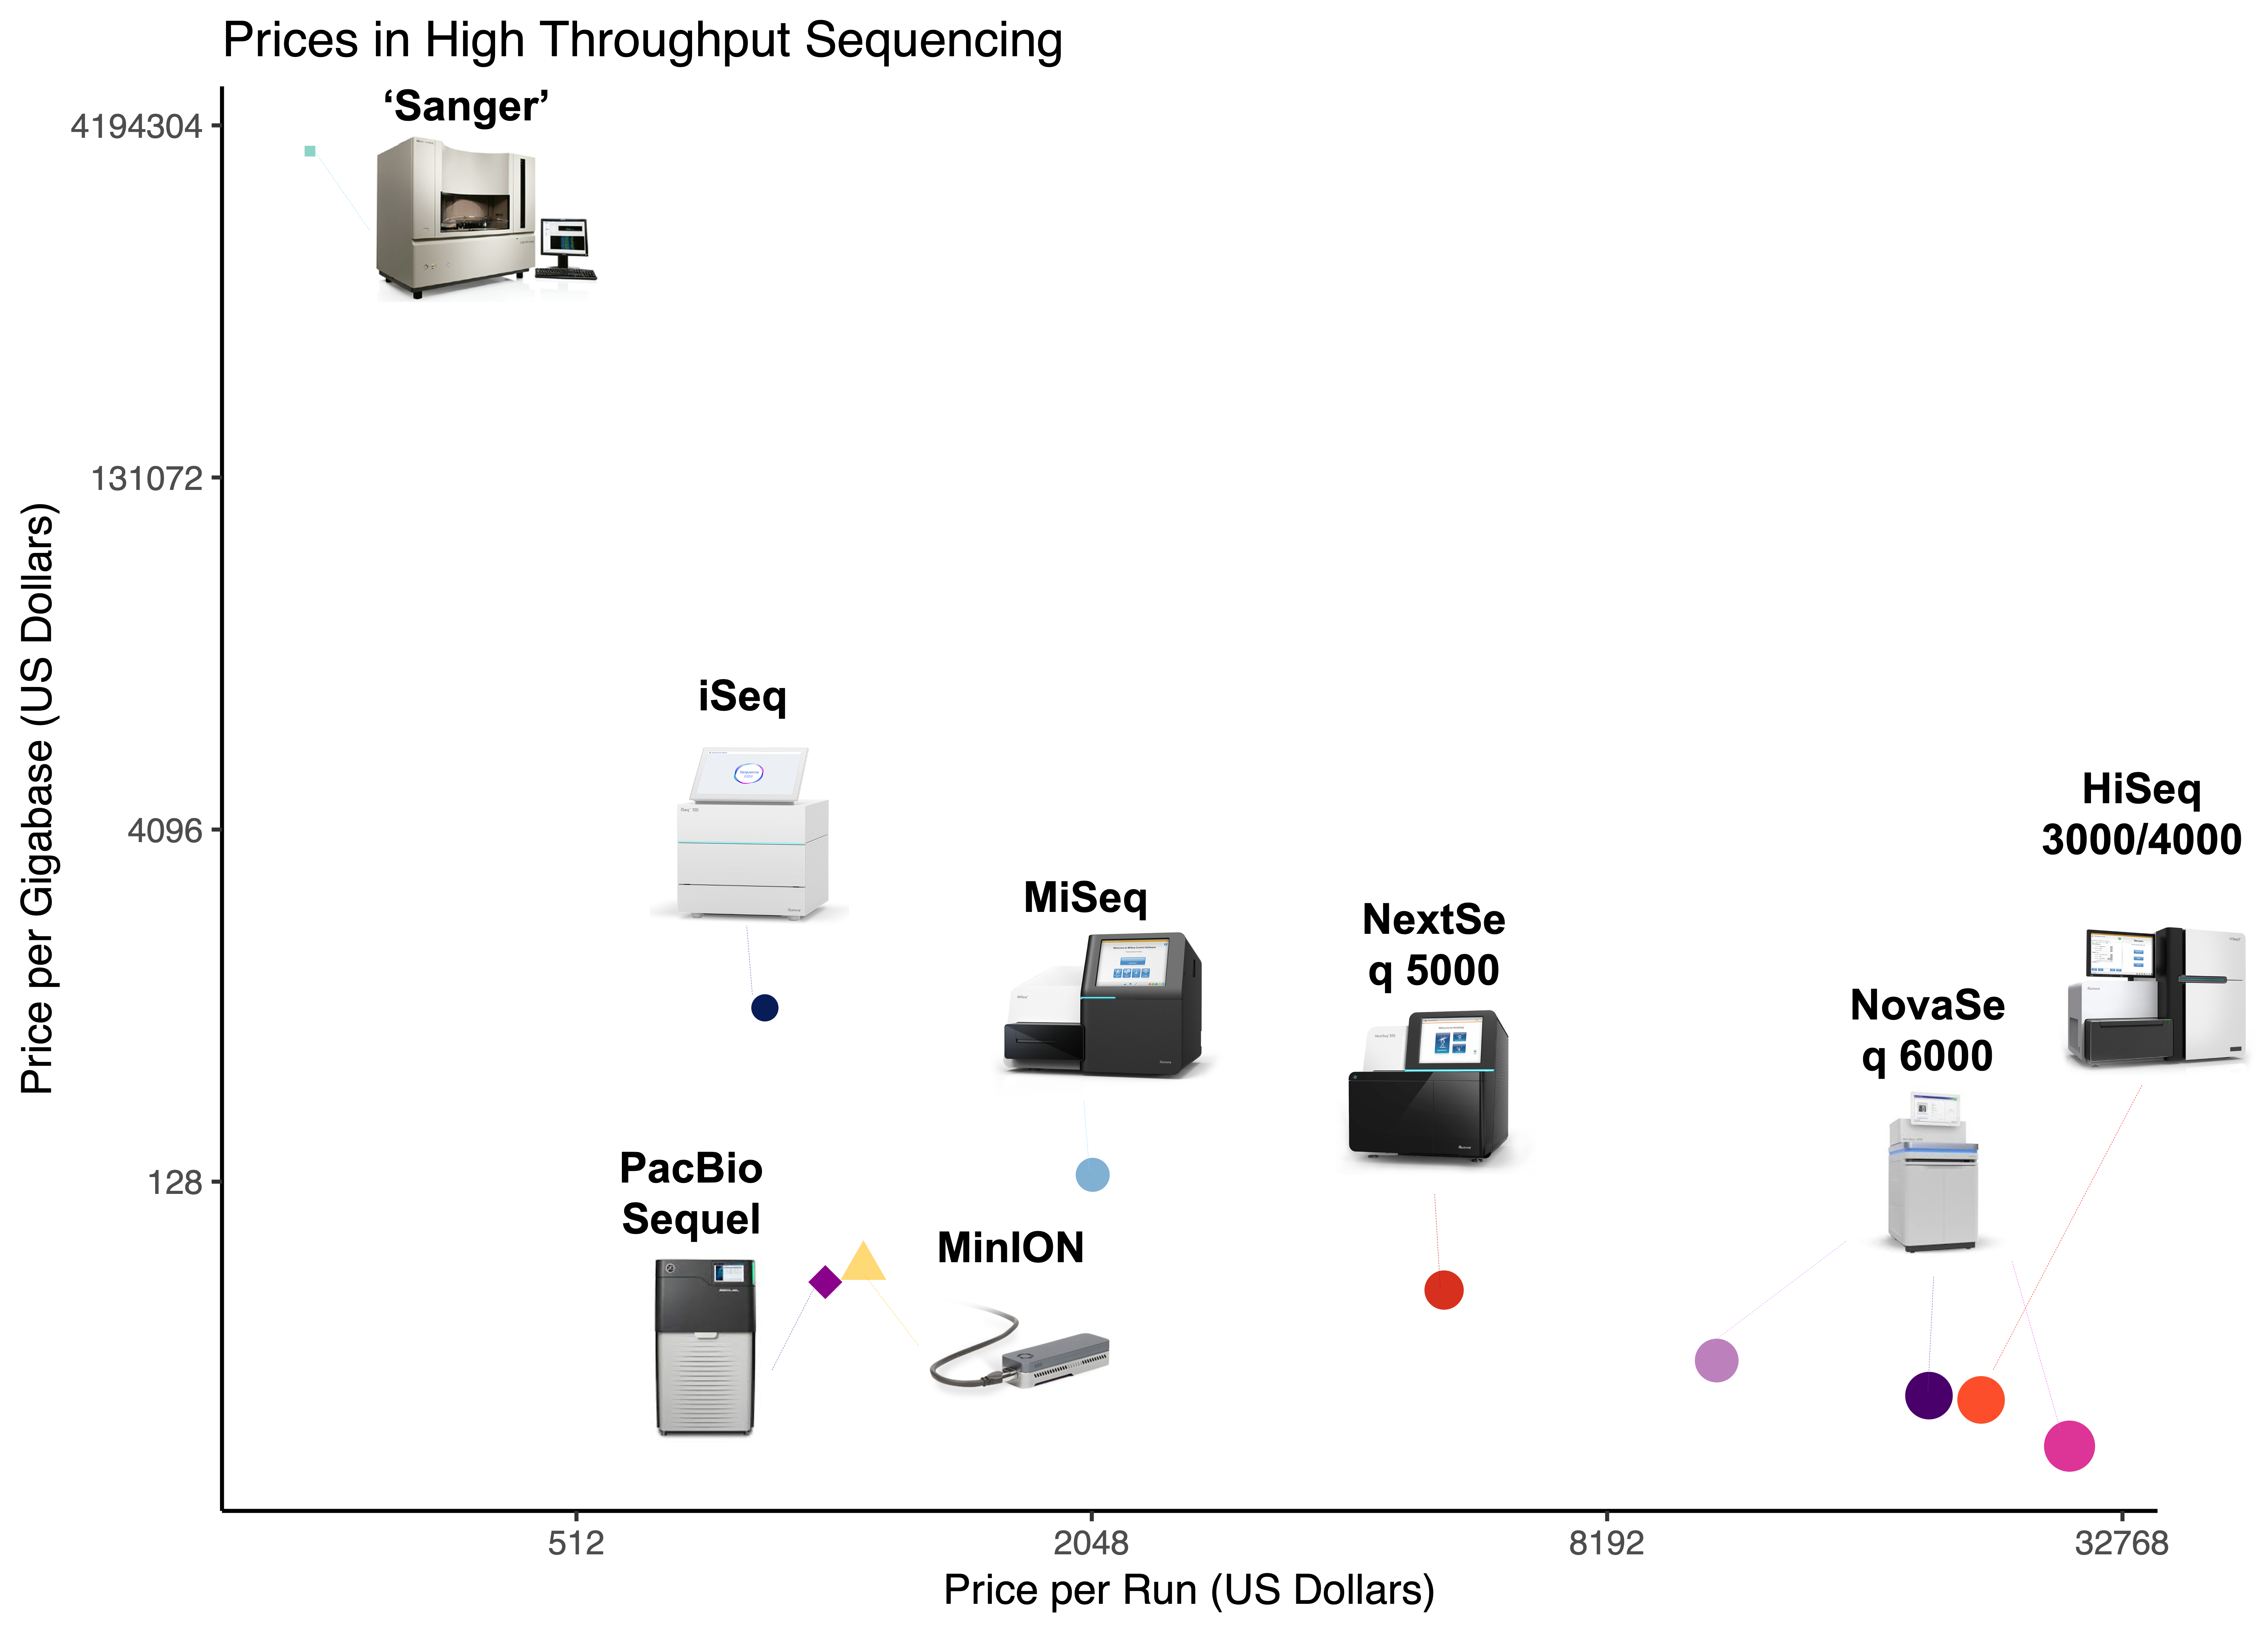 Prices in High Throughput Sequencing
‘Sanger’
4194304
131072
4096
128
Price per Gigabase (US Dollars)
iSeq
MiSeq
NextSe
q 5000
NovaSe
q 6000
HiSeq
3000/4000
PacBio
Sequel
MinION
512
2048
8192
32768
Price per Run (US Dollars)